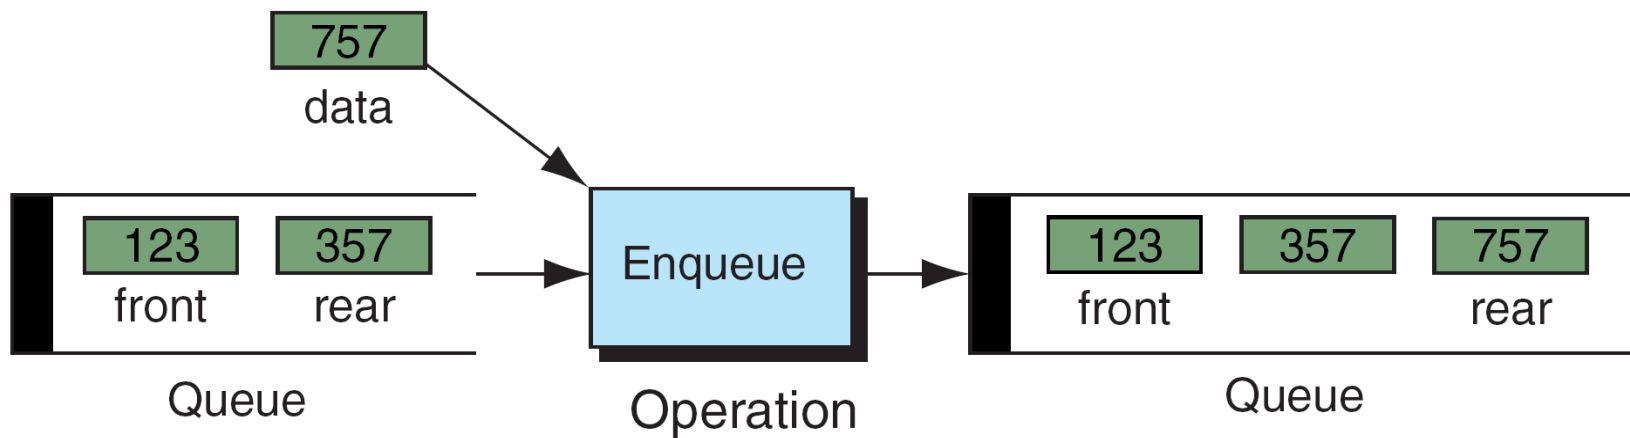 757
data
123 357
front rear
Queue
Enqueue
Operation
123 357 757
front rear
Queue